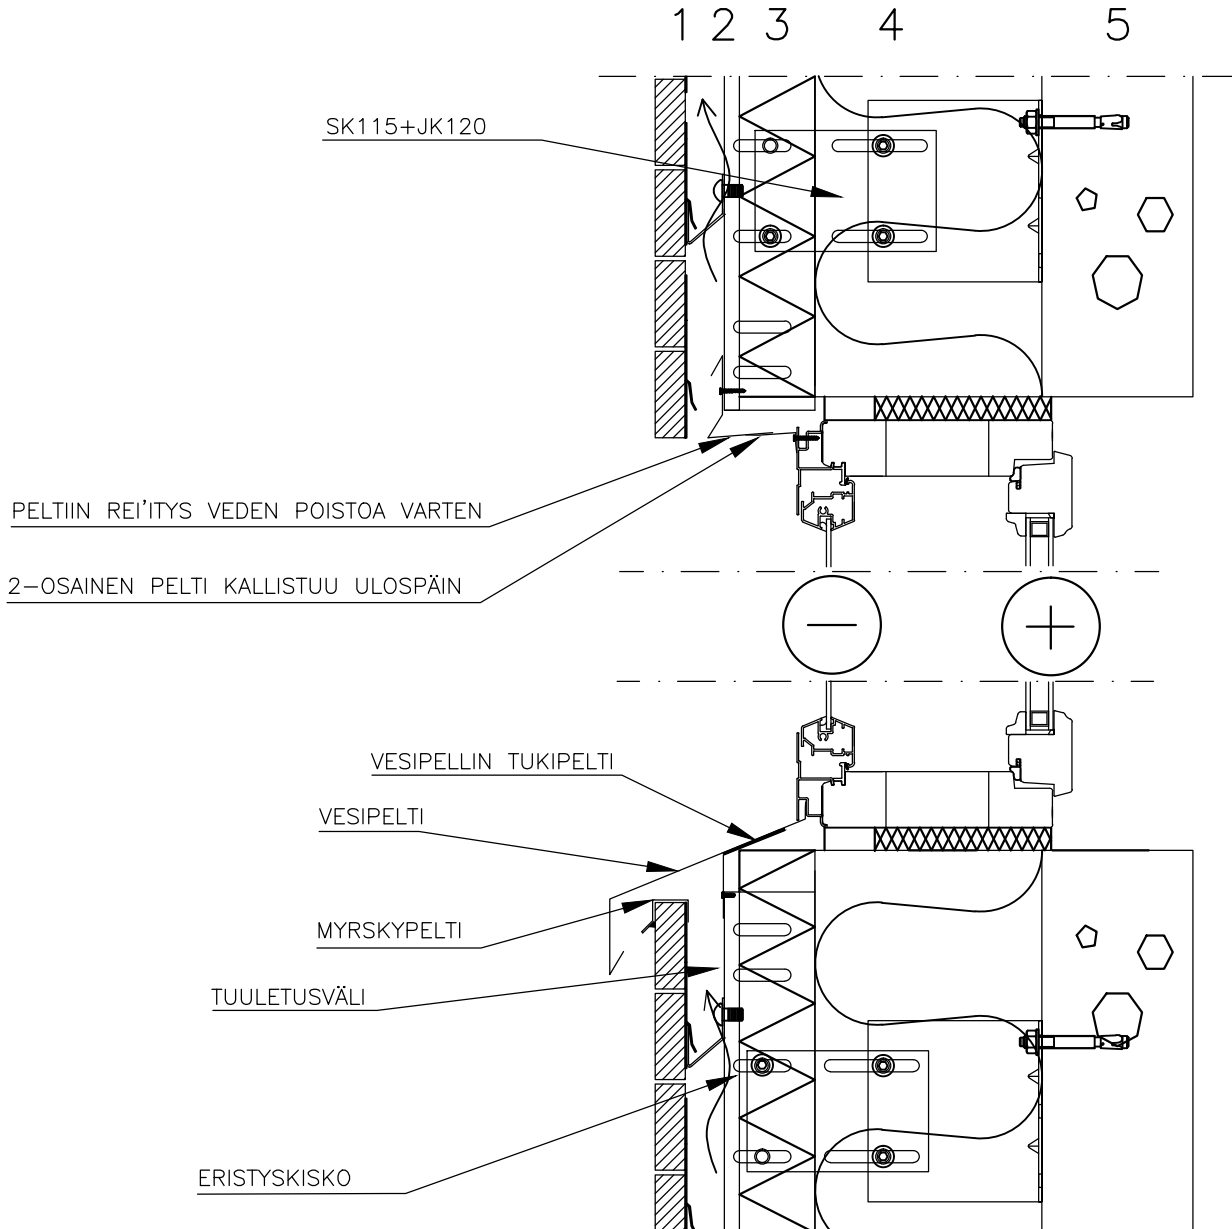 1 2 3 4 5
SK115+JK120
PELTIIN REI'ITYS VEDEN POISTOA VARTEN
2-OSAINEN PELTI KALLISTUU ULOSPÄIN
VESIPELLIN TUKIPELTI
VESIPELTI
MYRSKYPELTI
TUULETUSVÄLI
ERISTYSKISKO